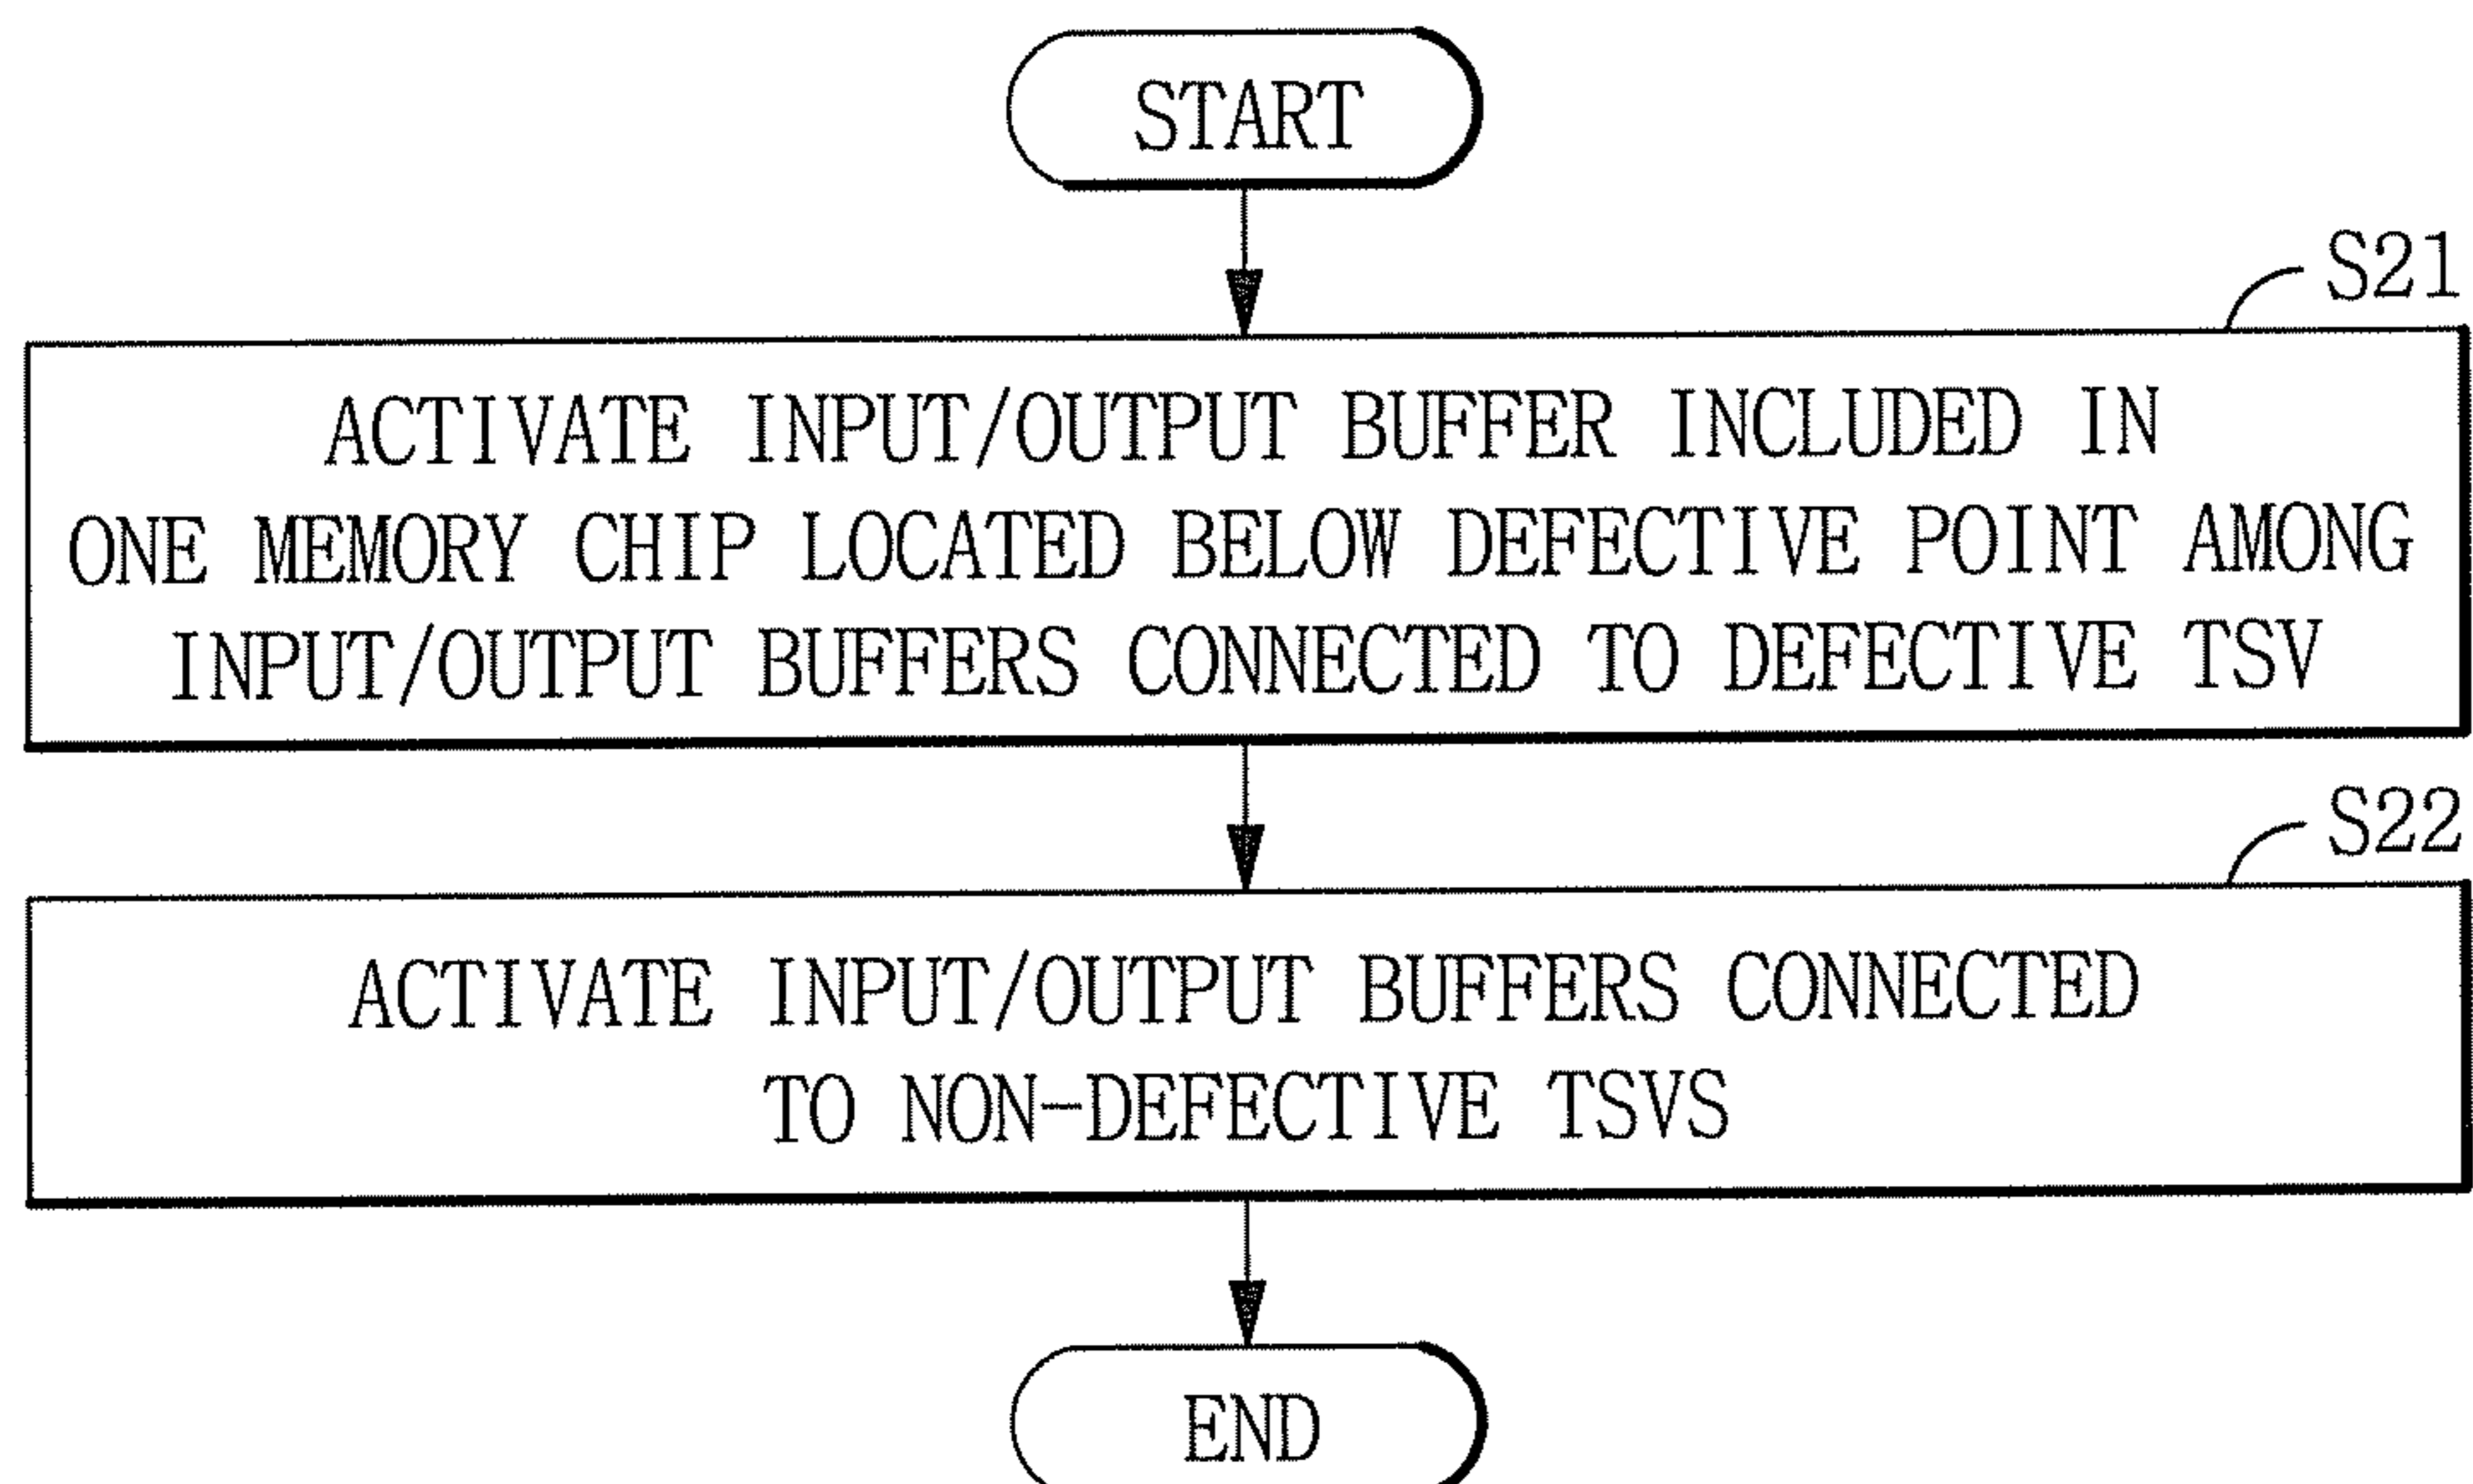 START
S21
ACTIVATE INPUT/OUTPUT BUFFER INCLUDED IN
ONE MEMORY CHIP LOCATED BELOW DEFECTIVE POINT AMONG
INPUT/OUTPUT BUFFERS CONNECTED TO DEFECTIVE TSV
S22
ACTIVATE INPUT/OUTPUT BUFFERS CONNECTED
TO NON-DEFECTIVE TSVS
END